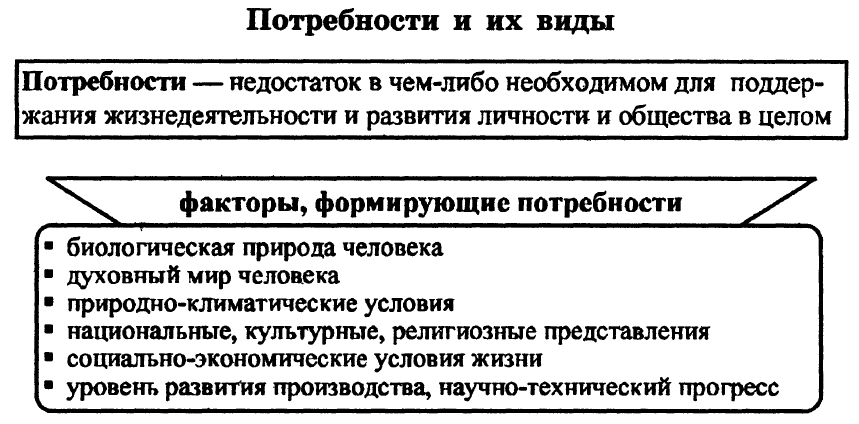 Потребности и их виды
Потребности — недостаток в чем-либо необходимом для поддер-
жания жизнедеятельности и развития личности и общества в целом
факторы, формирующие потребности
▪ биологическая природа человека
▪ духовный мир человека
▪ природно-климатические условия
▪ национальные, культурные, религиозные представления
▪ социально-экономические условия жизни
▪ уровень развития производства, научно-технический прогресс